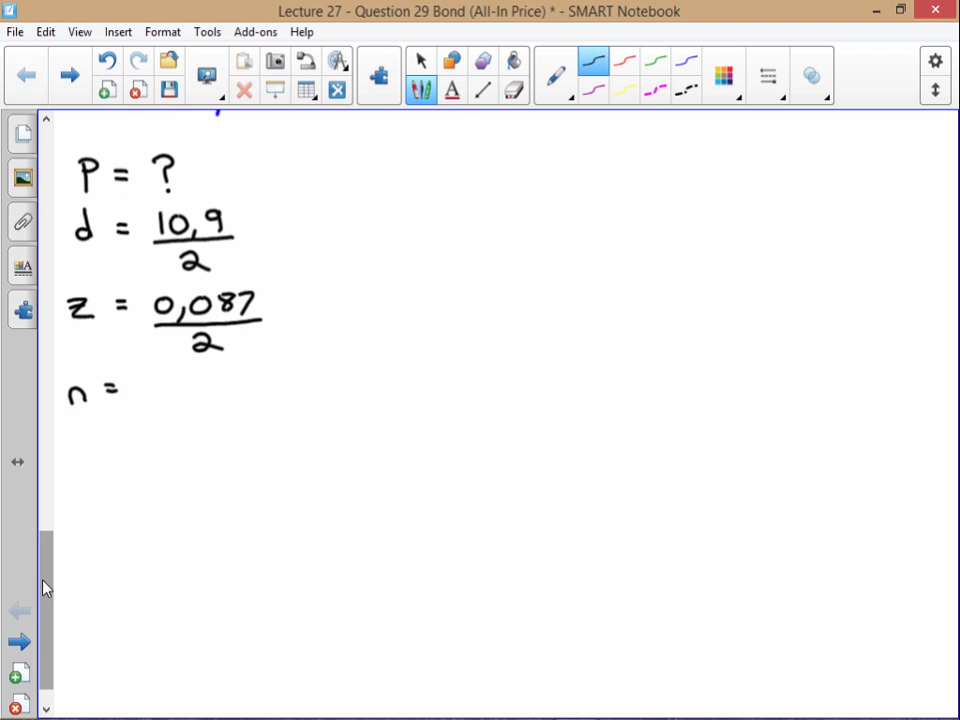 Lecture 27 - Question 29 Bond (All-In Price) * - SMART Notebook
File Edit View Insert Format Tools Add-ons Help
P = ?
d = 10,9
2
z = 0,087
2
n =